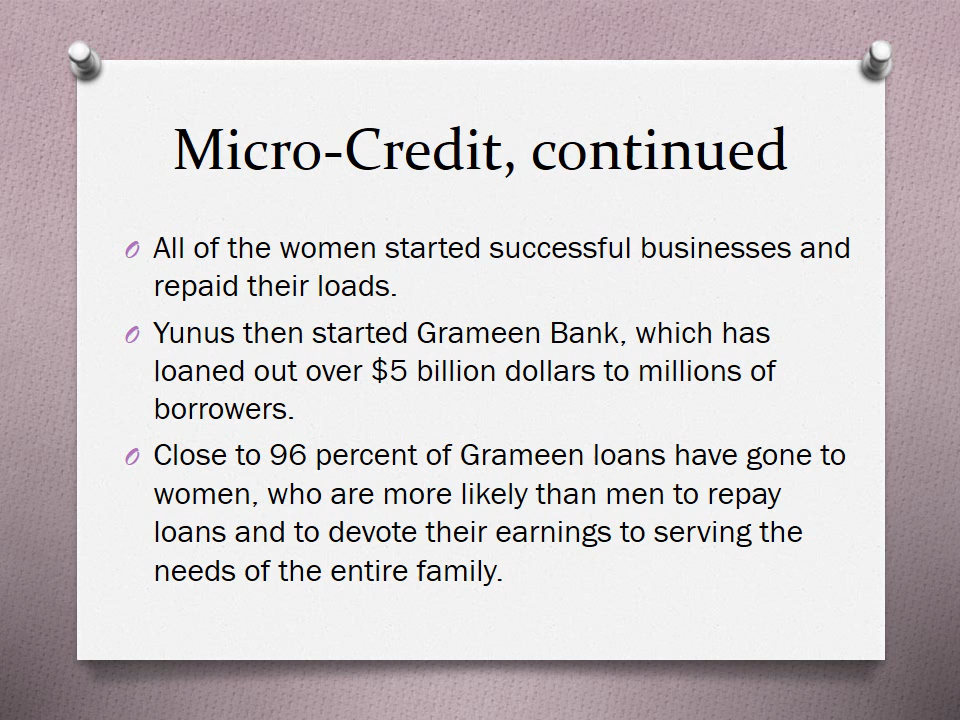 Micro-Credit, continued
All of the women started successful businesses and
repaid their loads.
Yunus then started Grameen Bank, which has
loaned out over $5 billion dollars to millions of
borrowers.
Close to 96 percent of Grameen loans have gone to
women, who are more likely than men to repay
loans and to devote their earnings to serving the
needs of the entire family.